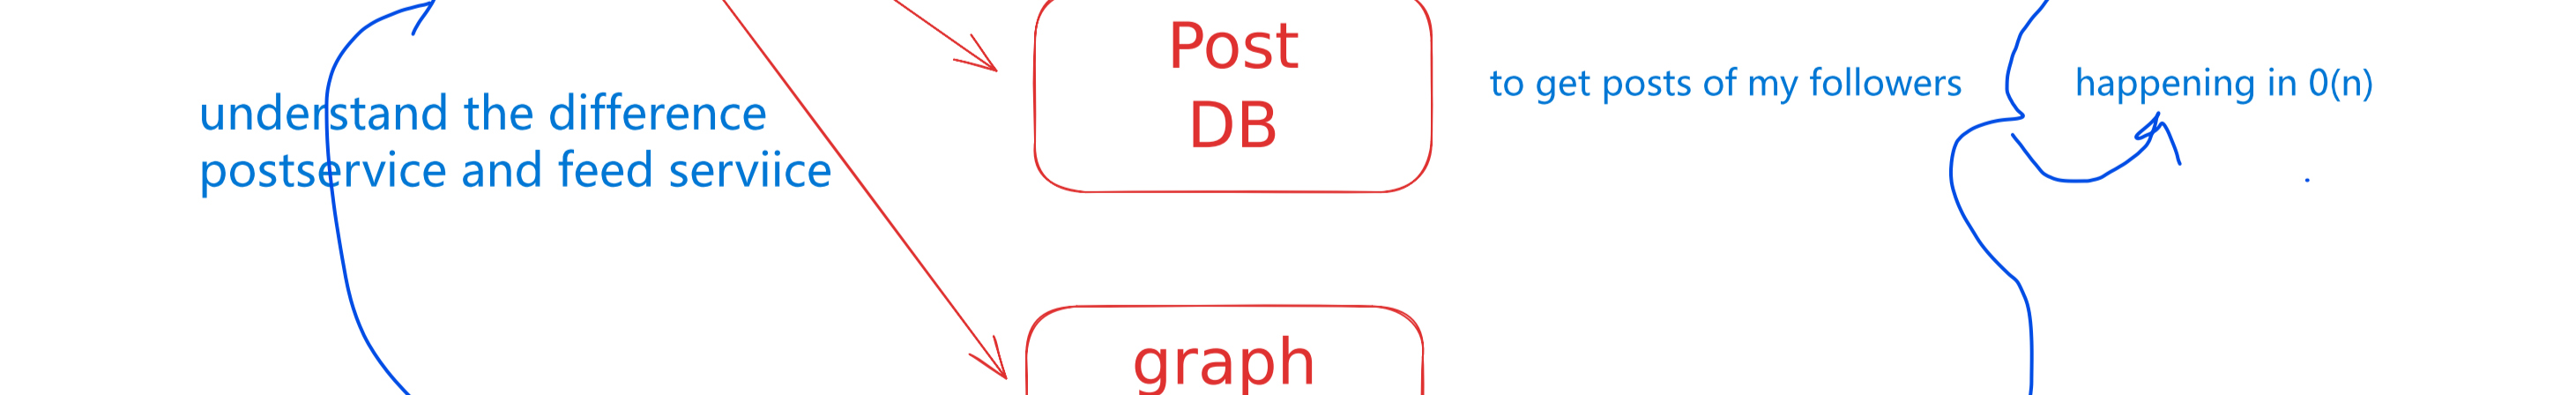 Post
DB
to get posts of my followers
happening in 0(n)
understand the difference
postservice and feed serviice
graph